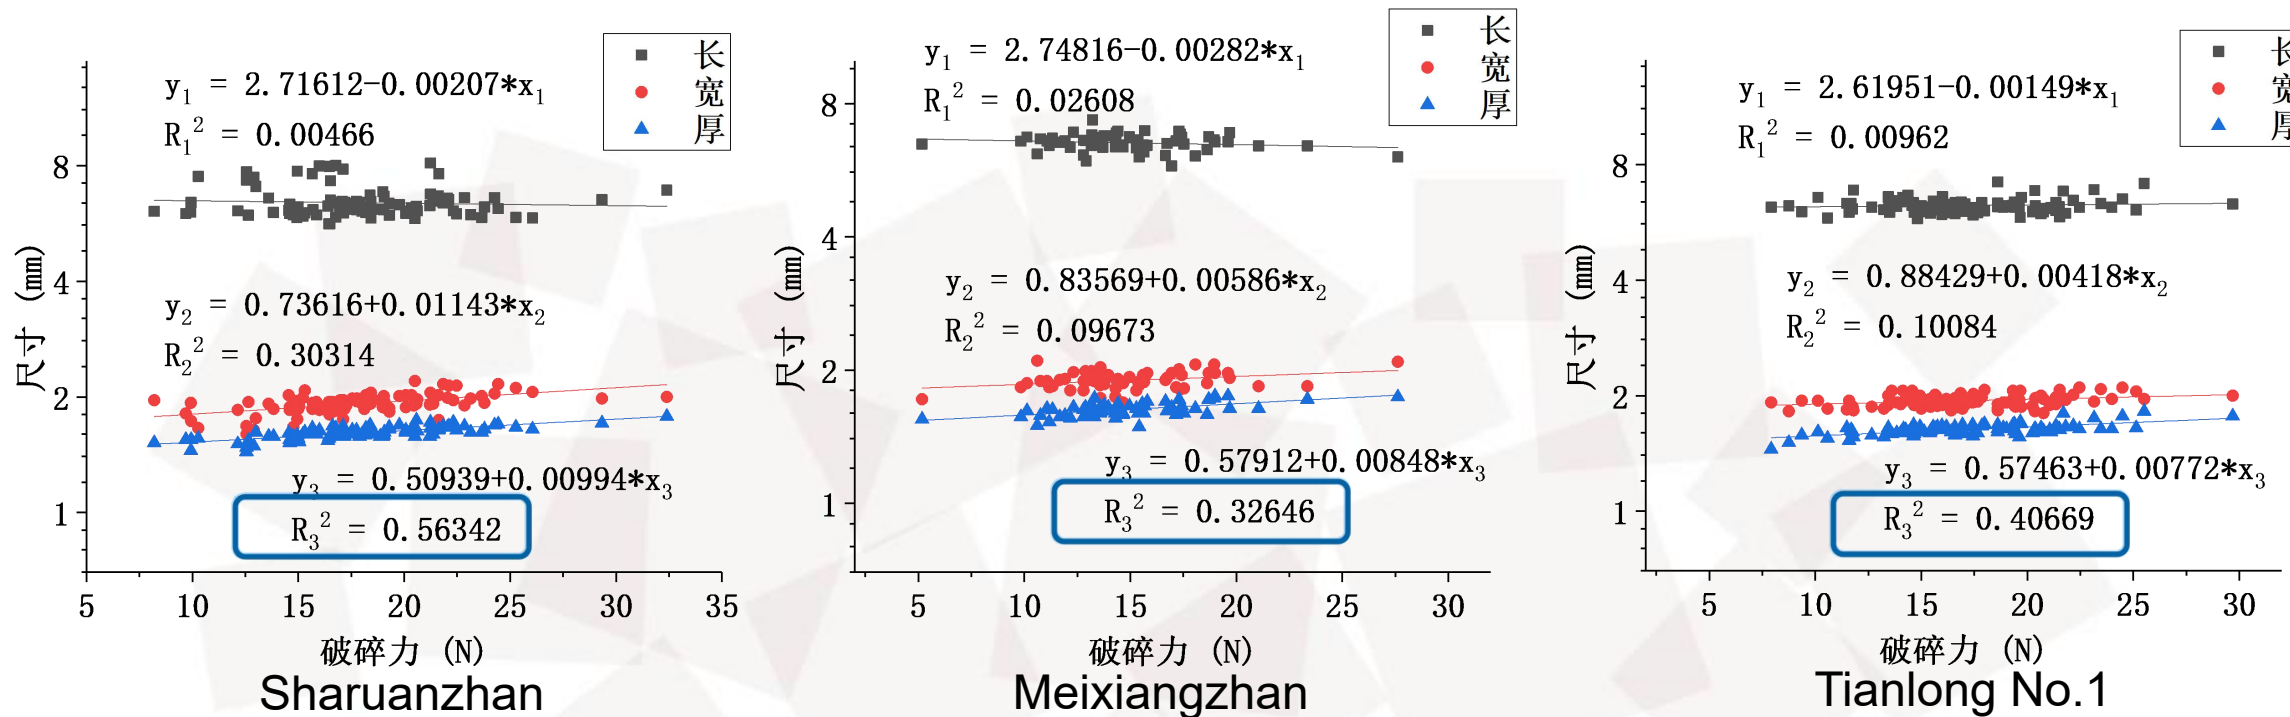 y₁ = 2.71612-0.00207*x₁
R₁² = 0.00466
长
宽
厚
8
4
2
1
尺寸 (mm)
y₂ = 0.73616+0.01143*x₂
R₂² = 0.30314
y₃ = 0.50939+0.00994*x₃
R₃² = 0.56342
5 10 15 20 25 30 35
破碎力 (N)
Sharuanzhan
y₁ = 2.74816-0.00282*x₁
R₁² = 0.02608
长
宽
厚
8
4
2
1
尺寸 (mm)
y₂ = 0.83569+0.00586*x₂
R₂² = 0.09673
y₃ = 0.57912+0.00848*x₃
R₃² = 0.32646
5 10 15 20 25 30
破碎力 (N)
Meixiangzhan
y₁ = 2.61951-0.00149*x₁
R₁² = 0.00962
长
宽
厚
8
4
2
1
尺寸 (mm)
y₂ = 0.88429+0.00418*x₂
R₂² = 0.10084
y₃ = 0.57463+0.00772*x₃
R₃² = 0.40669
5 10 15 20 25 30
破碎力 (N)
Tianlong No.1